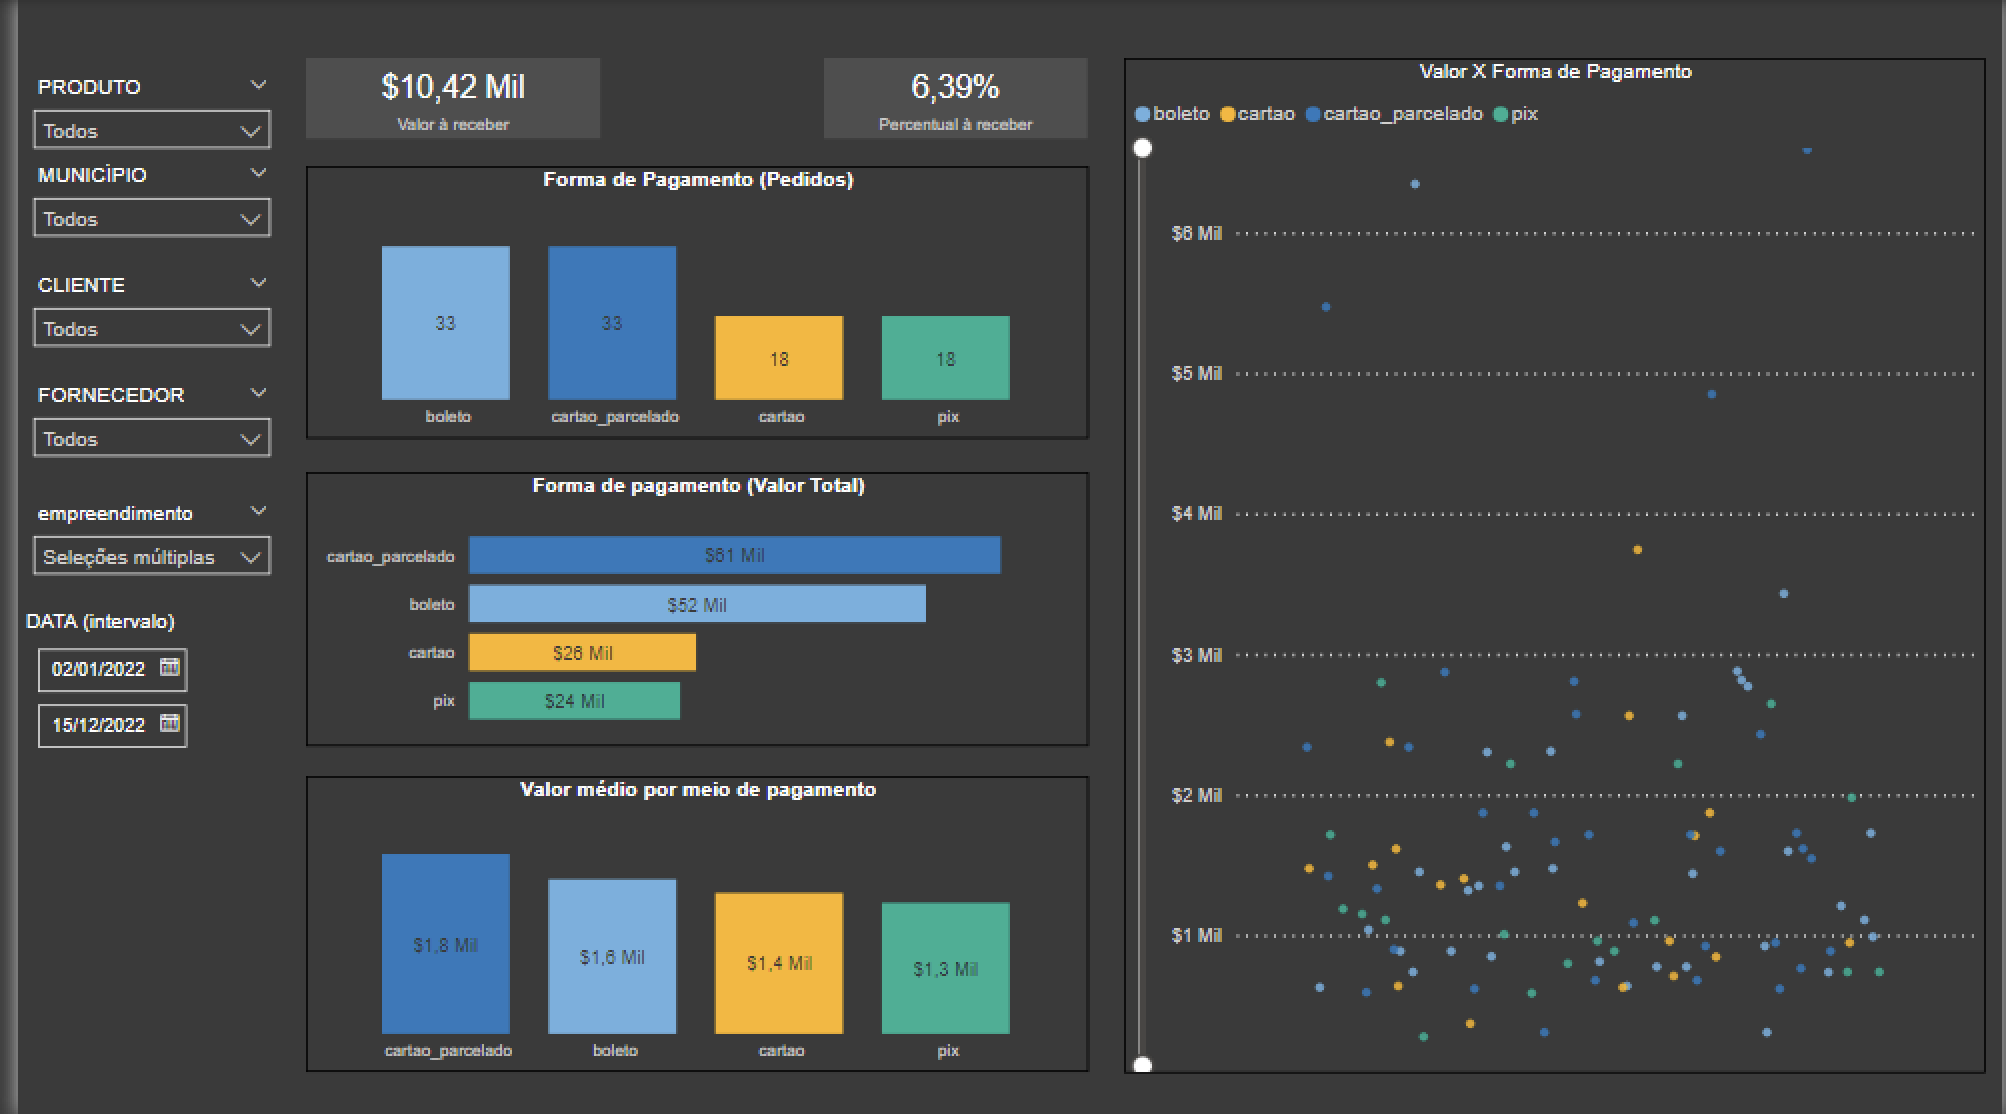 PRODUTO
Todos
MUNICÍPIO
Todos
CLIENTE
Todos
FORNECEDOR
Todos
empreendimento
Seleções múltiplas
DATA (intervalo)
02/01/2022
15/12/2022
$10,42 Mil
Valor à receber
6,39%
Percentual à receber
Forma de Pagamento (Pedidos)
33
33
18
18
boleto
cartao_parcelado
cartao
pix
Forma de pagamento (Valor Total)
cartao_parcelado
$61 Mil
boleto
$52 Mil
cartao
$26 Mil
pix
$24 Mil
Valor médio por meio de pagamento
$1,8 Mil
$1,6 Mil
$1,4 Mil
$1,3 Mil
cartao_parcelado
boleto
cartao
pix
Valor X Forma de Pagamento
boleto cartao cartao_parcelado pix
$6 Mil
$5 Mil
$4 Mil
$3 Mil
$2 Mil
$1 Mil